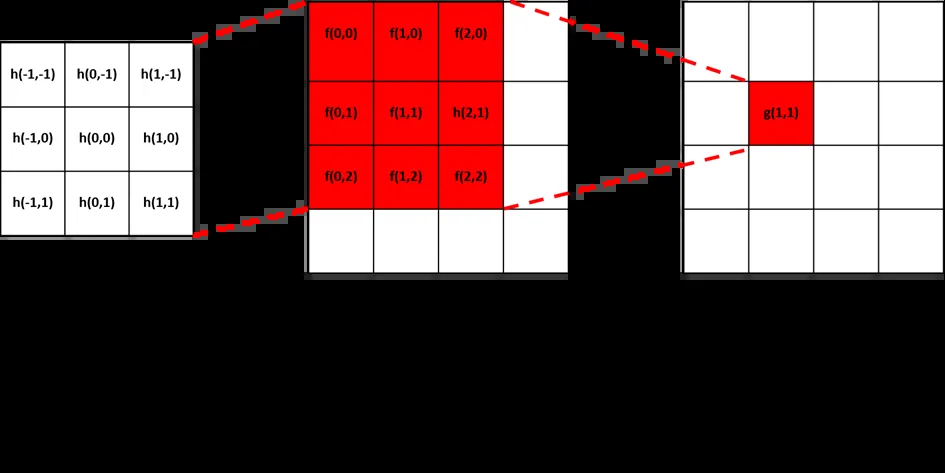 h(-1,-1) h(0,-1) h(1,-1)
h(-1,0) h(0,0) h(1,0)
h(-1,1) h(0,1) h(1,1)
f(0,0) f(1,0) f(2,0)
f(0,1) f(1,1) h(2,1)
f(0,2) f(1,2) f(2,2)
g(1,1)